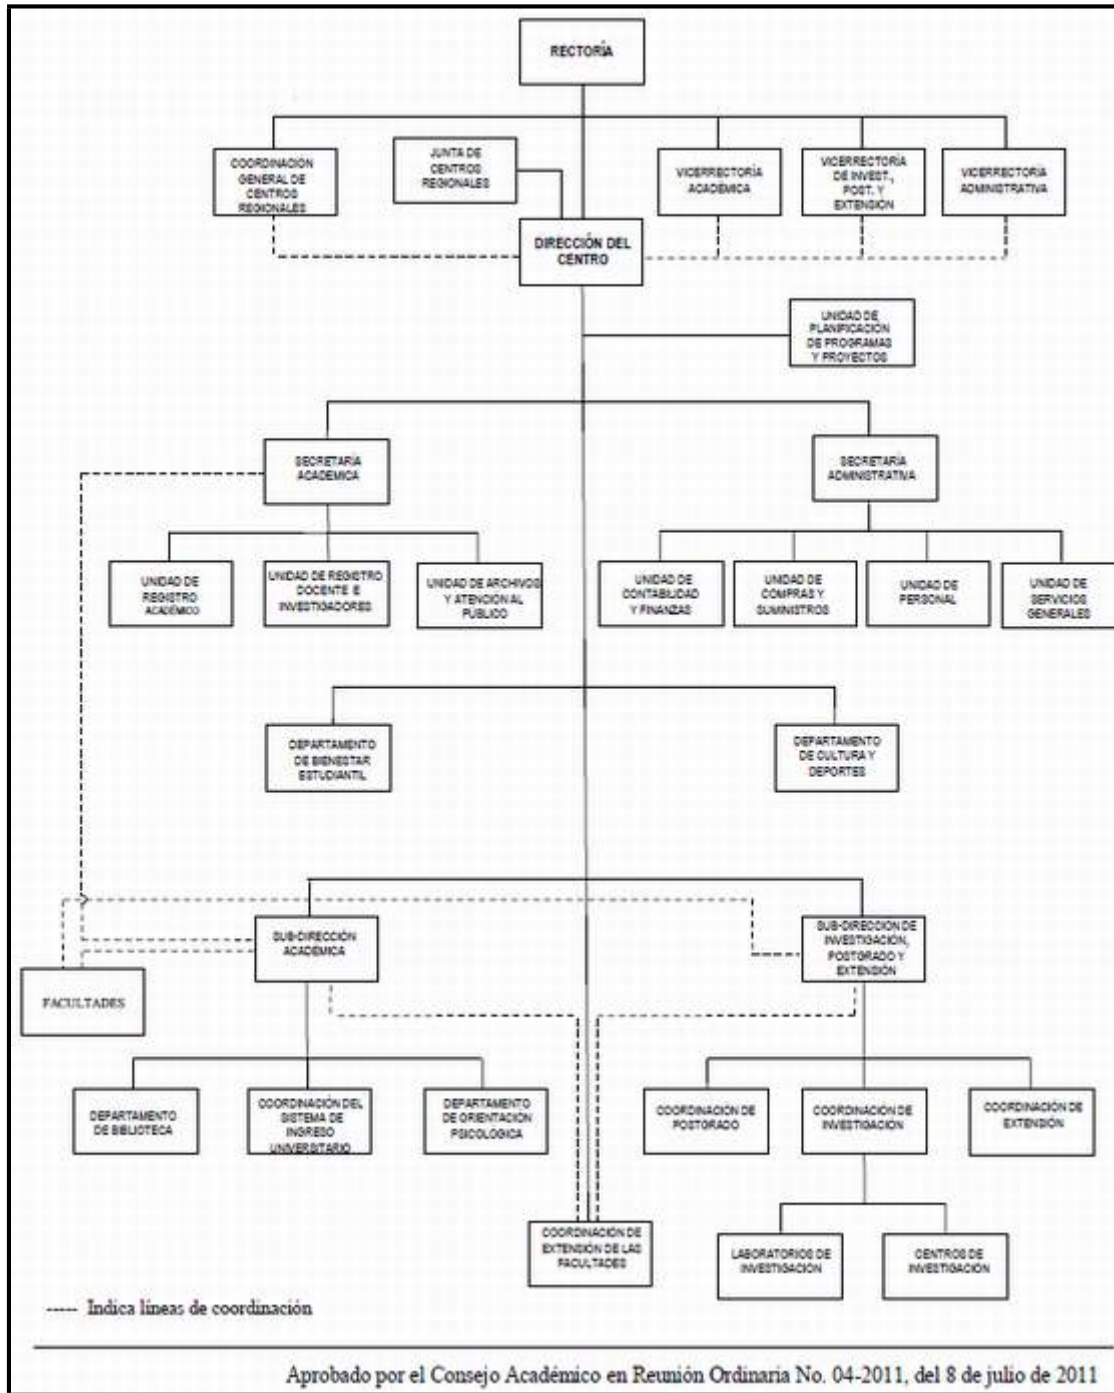 RECTORÍA
COORDINACIÓN
GENERAL DE
CENTROS
REGIONALES
JUNTA DE
CENTROS
REGIONALES
VICERRECTORÍA
ACADÉMICA
VICERRECTORÍA
DE INVEST.,
POST. Y
EXTENSIÓN
VICERRECTORÍA
ADMINISTRATIVA
DIRECCIÓN DEL
CENTRO
UNIDAD DE
PLANIFICACIÓN
DE PROGRAMAS
Y PROYECTOS
SECRETARÍA
ACADÉMICA
SECRETARÍA
ADMINISTRATIVA
UNIDAD DE
REGISTRO
ACADÉMICO
UNIDAD DE REGISTRO
DOCENTE E
INVESTIGADORES
UNIDAD DE ARCHIVOS
Y ATENCIÓN AL
PÚBLICO
UNIDAD DE
CONTABILIDAD
Y FINANZAS
UNIDAD DE
COMPRAS Y
SUMINISTROS
UNIDAD DE
PERSONAL
UNIDAD DE
SERVICIOS
GENERALES
DEPARTAMENTO
DE BIENESTAR
ESTUDIANTIL
DEPARTAMENTO
DE CULTURA Y
DEPORTES
SUB-DIRECCIÓN
ACADÉMICA
SUB-DIRECCIÓN DE
INVESTIGACIÓN,
POSTGRADO Y
EXTENSIÓN
FACULTADES
DEPARTAMENTO
DE BIBLIOTECA
COORDINACIÓN DEL
SISTEMA DE
INGRESO
UNIVERSITARIO
DEPARTAMENTO
DE ORIENTACIÓN
PSICOLÓGICA
COORDINACIÓN DE
POSTGRADO
COORDINACIÓN DE
INVESTIGACIÓN
COORDINACIÓN DE
EXTENSIÓN
COORDINACIÓN DE
EXTENSIÓN DE LAS
FACULTADES
LABORATORIOS DE
INVESTIGACIÓN
CENTROS DE
INVESTIGACIÓN
----- Indica líneas de coordinación
Aprobado por el Consejo Académico en Reunión Ordinaria No. 04-2011, del 8 de julio de 2011